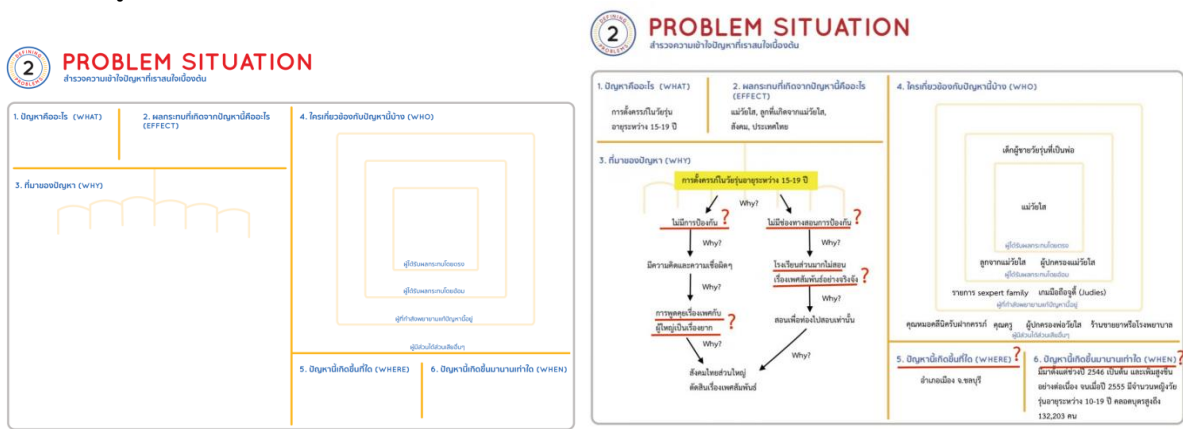 DEFINING
2
PROBLEMS
PROBLEM SITUATION
สำรวจความเข้าใจปัญหาที่เราสนใจเบื้องต้น
1. ปัญหาคืออะไร (WHAT)
2. ผลกระทบที่เกิดจากปัญหานี้คืออะไร
(EFFECT)
3. ที่มาของปัญหา (WHY)
4. ใครเกี่ยวข้องกับปัญหานี้บ้าง (WHO)
ผู้ได้รับผลกระทบโดยตรง
ผู้ได้รับผลกระทบโดยอ้อม
ผู้ที่กำลังพยายามแก้ปัญหานี้อยู่
ผู้มีส่วนได้ส่วนเสียอื่นๆ
5. ปัญหานี้เกิดขึ้นที่ใด (WHERE)
6. ปัญหานี้เกิดขึ้นมานานเท่าใด (WHEN)
DEFINING
2
PROBLEMS
PROBLEM SITUATION
สำรวจความเข้าใจปัญหาที่เราสนใจเบื้องต้น
1. ปัญหาคืออะไร (WHAT)
การตั้งครรภ์ในวัยรุ่น
อายุระหว่าง 15-19 ปี
2. ผลกระทบที่เกิดจากปัญหานี้คืออะไร
(EFFECT)
แม่วัยใส, ลูกที่เกิดจากแม่วัยใส,
สังคม, ประเทศไทย
3. ที่มาของปัญหา (WHY)
การตั้งครรภ์ในวัยรุ่นอายุระหว่าง 15-19 ปี
Why?
ไม่มีการป้องกัน ?
ไม่มีช่องทางสอนการป้องกัน ?
Why?
Why?
มีความคิดและความเชื่อผิดๆ
โรงเรียนส่วนมากไม่สอน
เรื่องเพศสัมพันธ์อย่างจริงจัง ?
Why?
Why?
การพูดคุยเรื่องเพศกับ
ผู้ใหญ่เป็นเรื่องยาก ?
สอนเพื่อท่องไปสอบเท่านั้น
Why?
Why?
สังคมไทยส่วนใหญ่
ตัดสินเรื่องเพศสัมพันธ์
4. ใครเกี่ยวข้องกับปัญหานี้บ้าง (WHO)
เด็กผู้ชายวัยรุ่นที่เป็นพ่อ
แม่วัยใส
ผู้ได้รับผลกระทบโดยตรง
ลูกจากแม่วัยใส ผู้ปกครองแม่วัยใส
ผู้ได้รับผลกระทบโดยอ้อม
รายการ sexpert family เกมมือถือจูดี้ (Judies)
ผู้ที่กำลังพยายามแก้ปัญหานี้อยู่
คุณหมอคลีนิครับฝากครรภ์ คุณครู ผู้ปกครองพ่อวัยใส ร้านขายยาหรือโรงพยาบาล
ผู้มีส่วนได้ส่วนเสียอื่นๆ
5. ปัญหานี้เกิดขึ้นที่ใด (WHERE) ?
อำเภอเมือง จ.ชลบุรี
6. ปัญหานี้เกิดขึ้นมานานเท่าใด (WHEN) ?
มีมาตั้งแต่ช่วงปี 2546 เป็นต้น และเพิ่มสูงขึ้น
อย่างต่อเนื่อง จนเมื่อปี 2555 มีจำนวนหญิงวัย
รุ่นอายุระหว่าง 10-19 ปี คลอดบุตรสูงถึง
132,203 คน